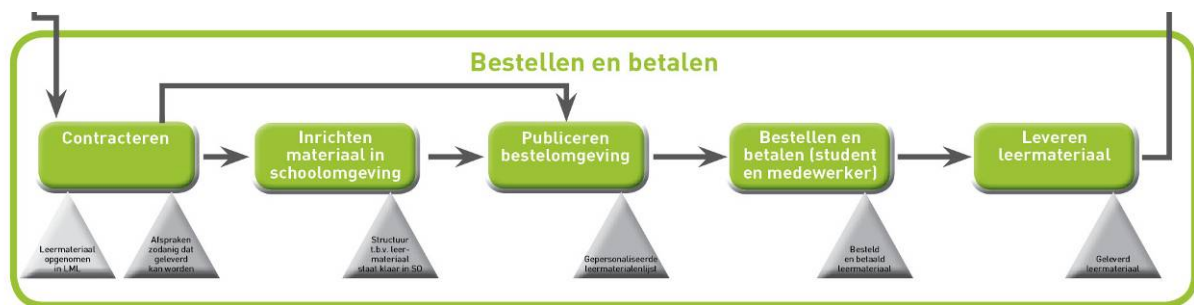 Bestellen en betalen
Contracteren
Inrichten
materiaal in
schoolomgeving
Publiceren
bestelomgeving
Bestellen en
betalen (student
en medewerker)
Leveren
leermateriaal
Leermateriaal
opgenomen
in LML
Afspraken
zodanig dat
geleverd
kan worden
Structuur
t.b.v. leer-
materiaal
staat klaar in SO
Gepersonaliseerde
leermaterialenlijst
Besteld
en betaald
leermateriaal
Geleverd
leermateriaal